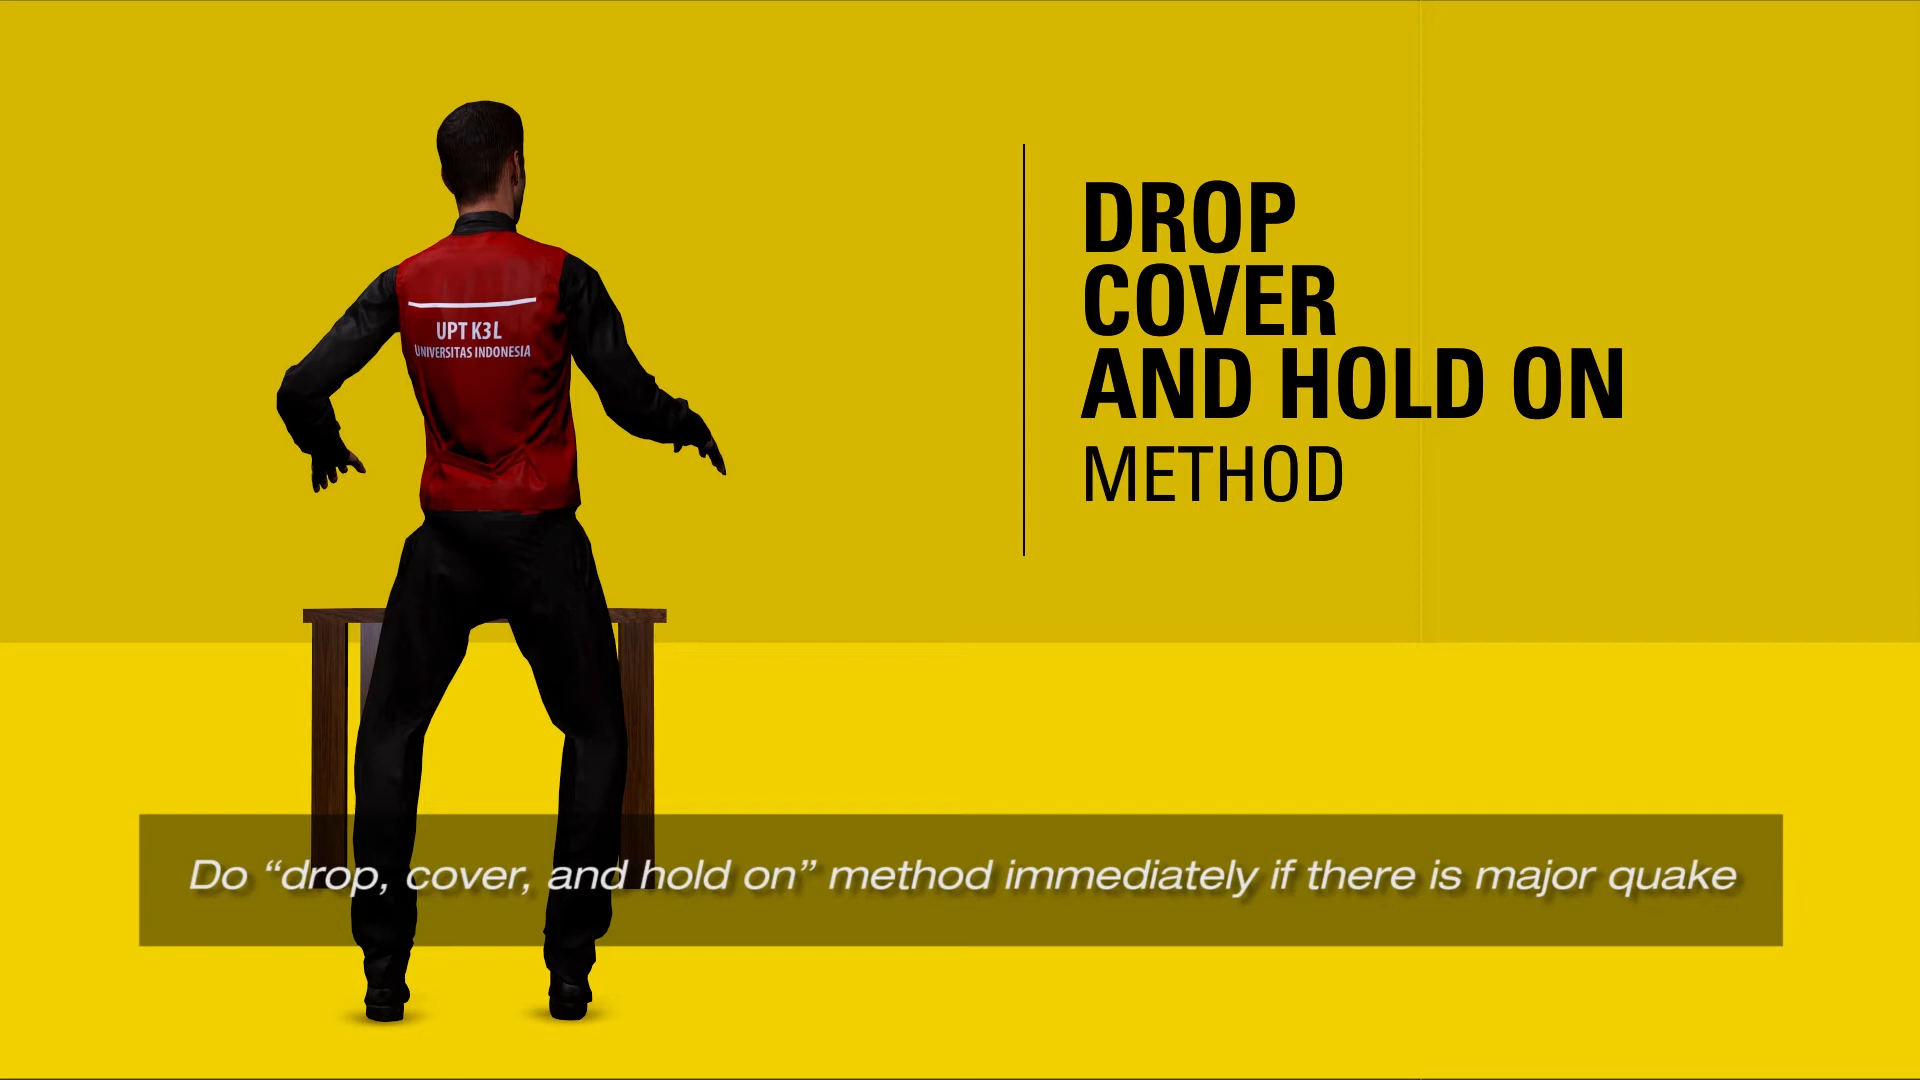 UPT K3L
UNIVERSITAS INDONESIA
DROP
COVER
AND HOLD ON
METHOD
Do “drop, cover, and hold on” method immediately if there is major quake